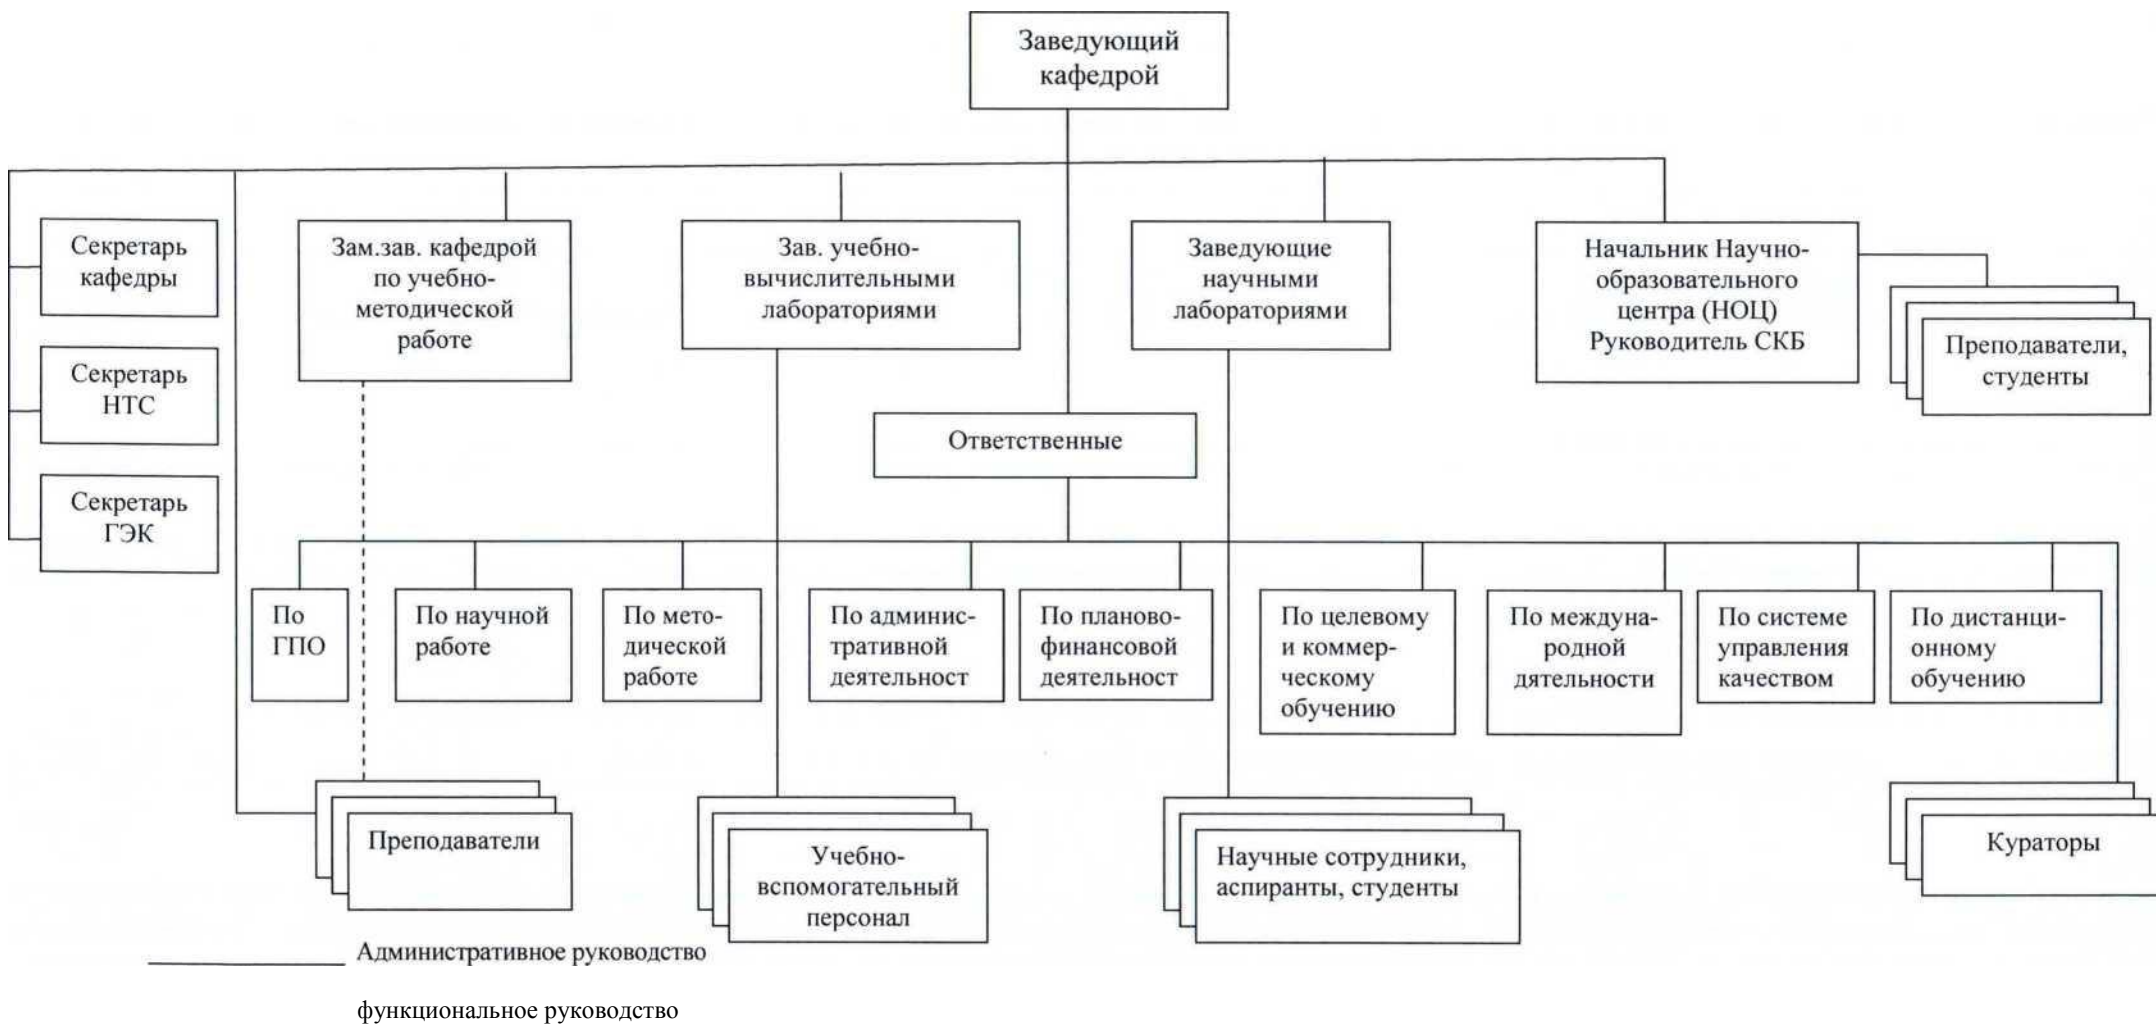 Заведующий
кафедрой
Секретарь
кафедры
Зам.зав. кафедрой
по учебно-
методической
работе
Зав. учебно-
вычислительными
лабораториями
Заведующие
научными
лабораториями
Начальник Научно-
образовательного
центра (НОЦ)
Руководитель СКБ
Преподаватели,
студенты
Секретарь
НТС
Секретарь
ГЭК
Ответственные
По
ГПО
По научной
работе
По мето-
дической
работе
По админис-
тративной
деятельност
По планово-
финансовой
деятельност
По целевому
и коммер-
ческому
обучению
По междуна-
родной
дятельности
По системе
управления
качеством
По дистанци-
онному
обучению
Преподаватели
Учебно-
вспомогательный
персонал
Научные сотрудники,
аспиранты, студенты
Кураторы
Административное руководство
функциональное руководство